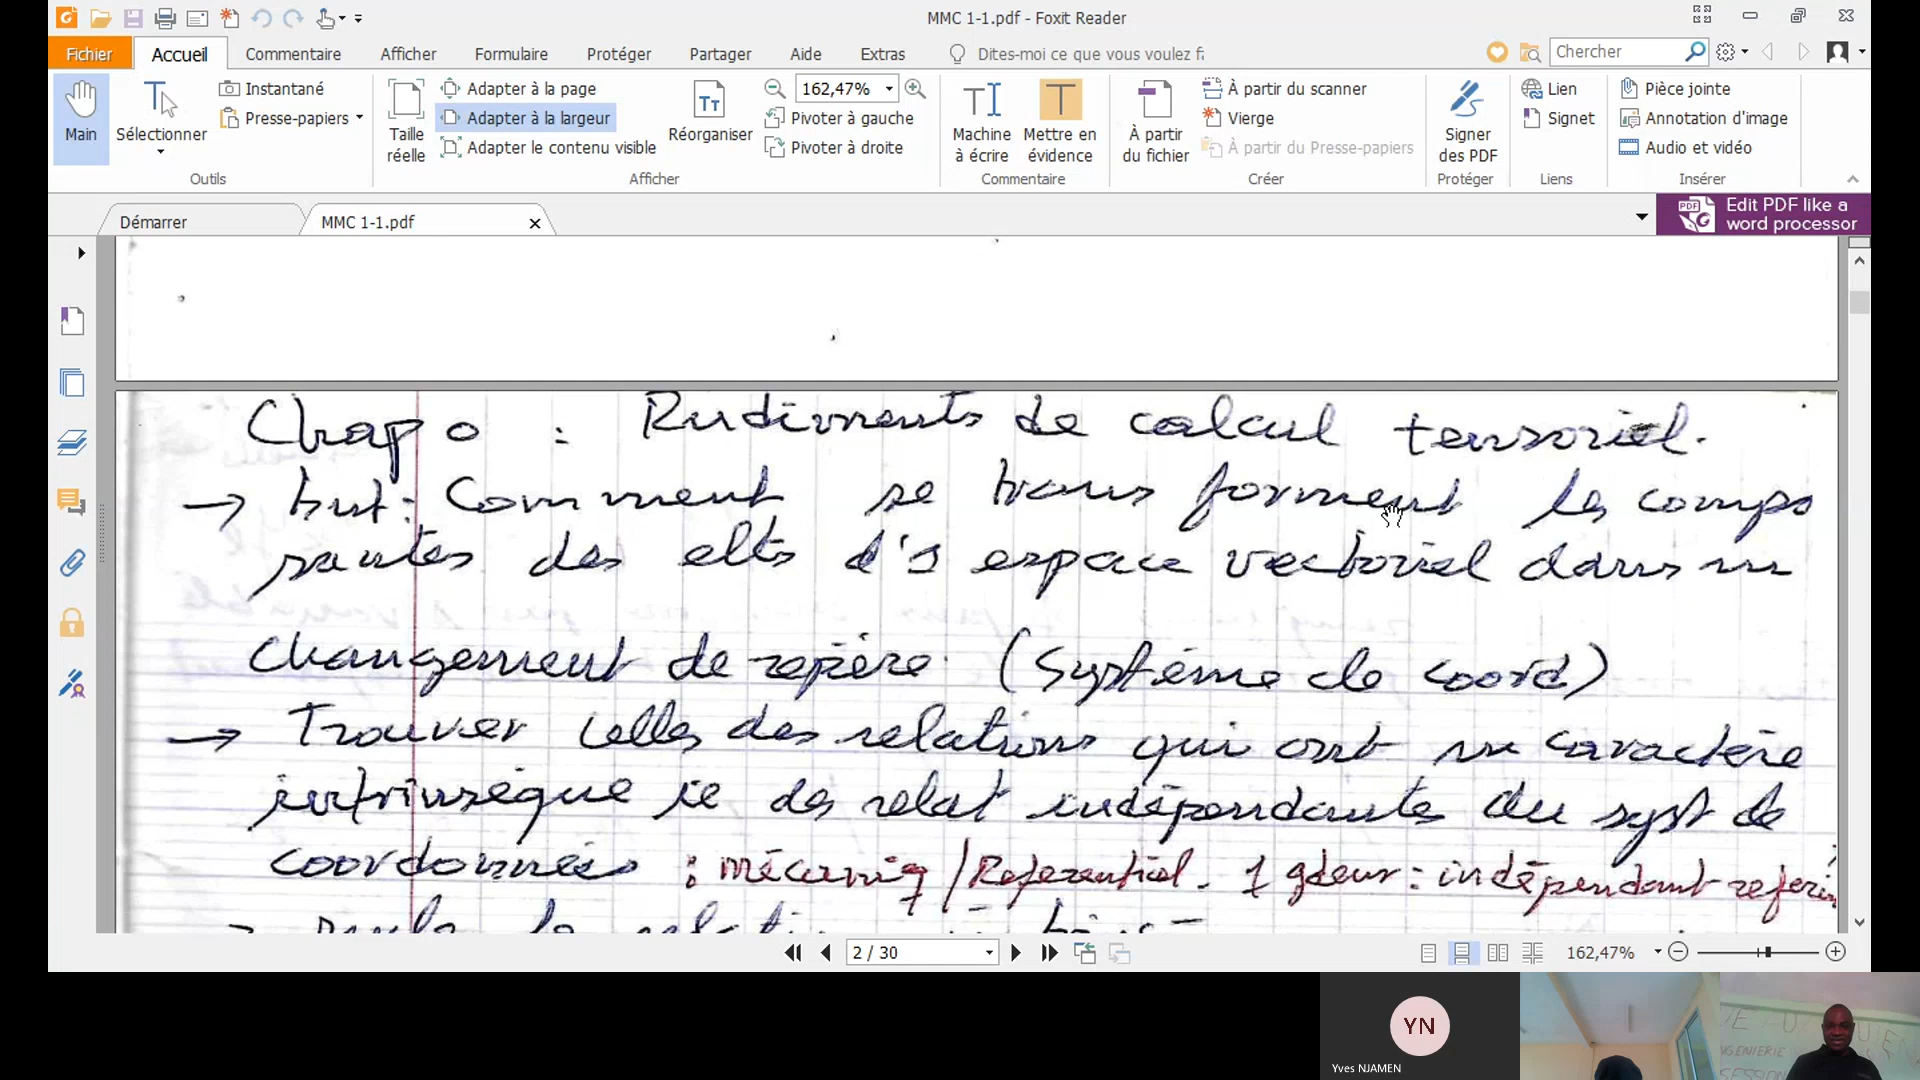 MMC 1-1.pdf - Foxit Reader
Fichier Accueil Commentaire Afficher Formulaire Protéger Partager Aide Extras Dites-moi ce que vous voulez f Chercher
Main
Sélectionner
Instantané
Presse-papiers
Outils
Taille réelle
Adapter à la page
Adapter à la largeur
Adapter le contenu visible
Réorganiser
162,47%
Pivoter à gauche
Pivoter à droite
Afficher
Machine à écrire
Mettre en évidence
Commentaire
À partir du fichier
À partir du scanner
Vierge
À partir du Presse-papiers
Créer
Signer des PDF
Protéger
Lien
Signet
Liens
Pièce jointe
Annotation d'image
Audio et vidéo
Insérer
Démarrer MMC 1-1.pdf
Edit PDF like a
word processor
Chap 0 : Rudiments de calcul tensoriel.
→ but : Comment se transforment les compo
santes des elts d'1 espace vectoriel dans un
changement de repère. (Système de coord)
→ Trouver celles des relations qui ont un caractère
intrinsèque ie des relat indépendantes du syst de
coordonnées : mécaniq / Referentiel. 1 gdeur : indépendant
2 / 30
162,47%
YN
Yves NJAMEN